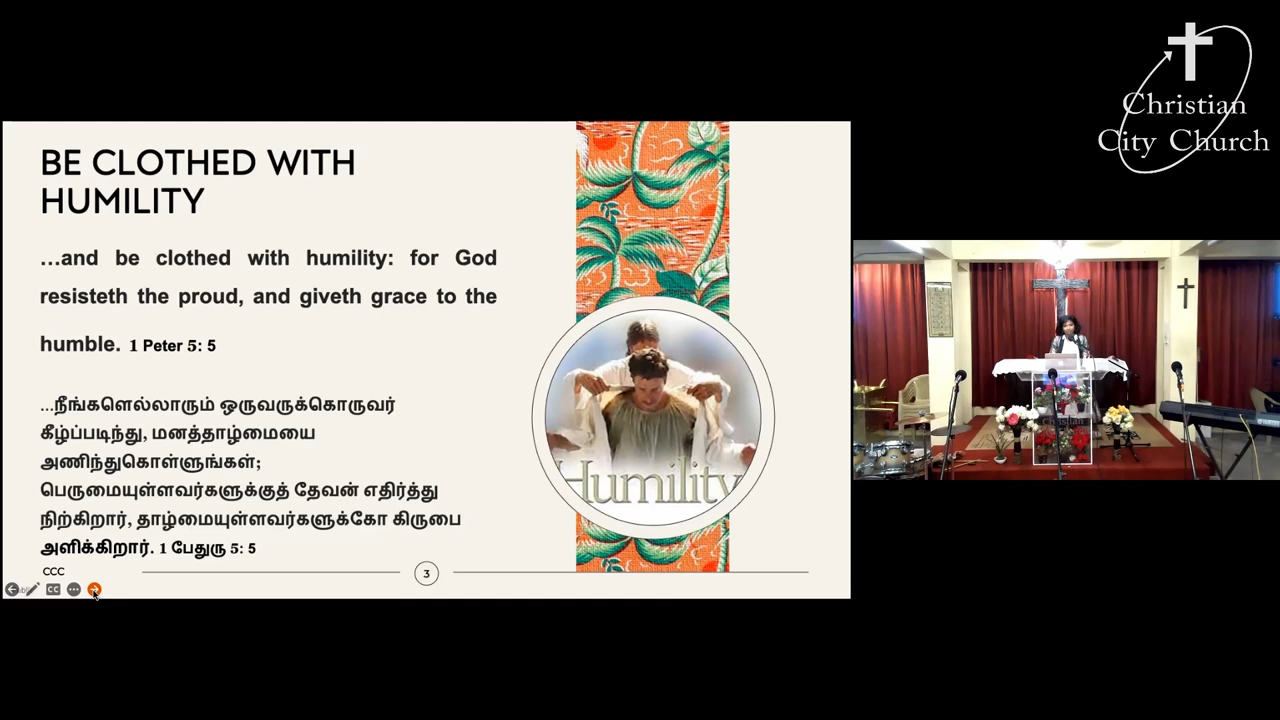 BE CLOTHED WITH
HUMILITY
…and be clothed with humility: for God
resisteth the proud, and giveth grace to the
humble. 1 Peter 5: 5
...நீங்களெல்லாரும் ஒருவருக்கொருவர்
கீழ்ப்படிந்து, மனத்தாழ்மையை
அணிந்துகொள்ளுங்கள்;
பெருமையுள்ளவர்களுக்குத் தேவன் எதிர்த்து
நிற்கிறார், தாழ்மையுள்ளவர்களுக்கோ கிருபை
அளிக்கிறார். 1 பேதுரு 5: 5
Humility
CCC
3
CC
Christian
City Church
Christian